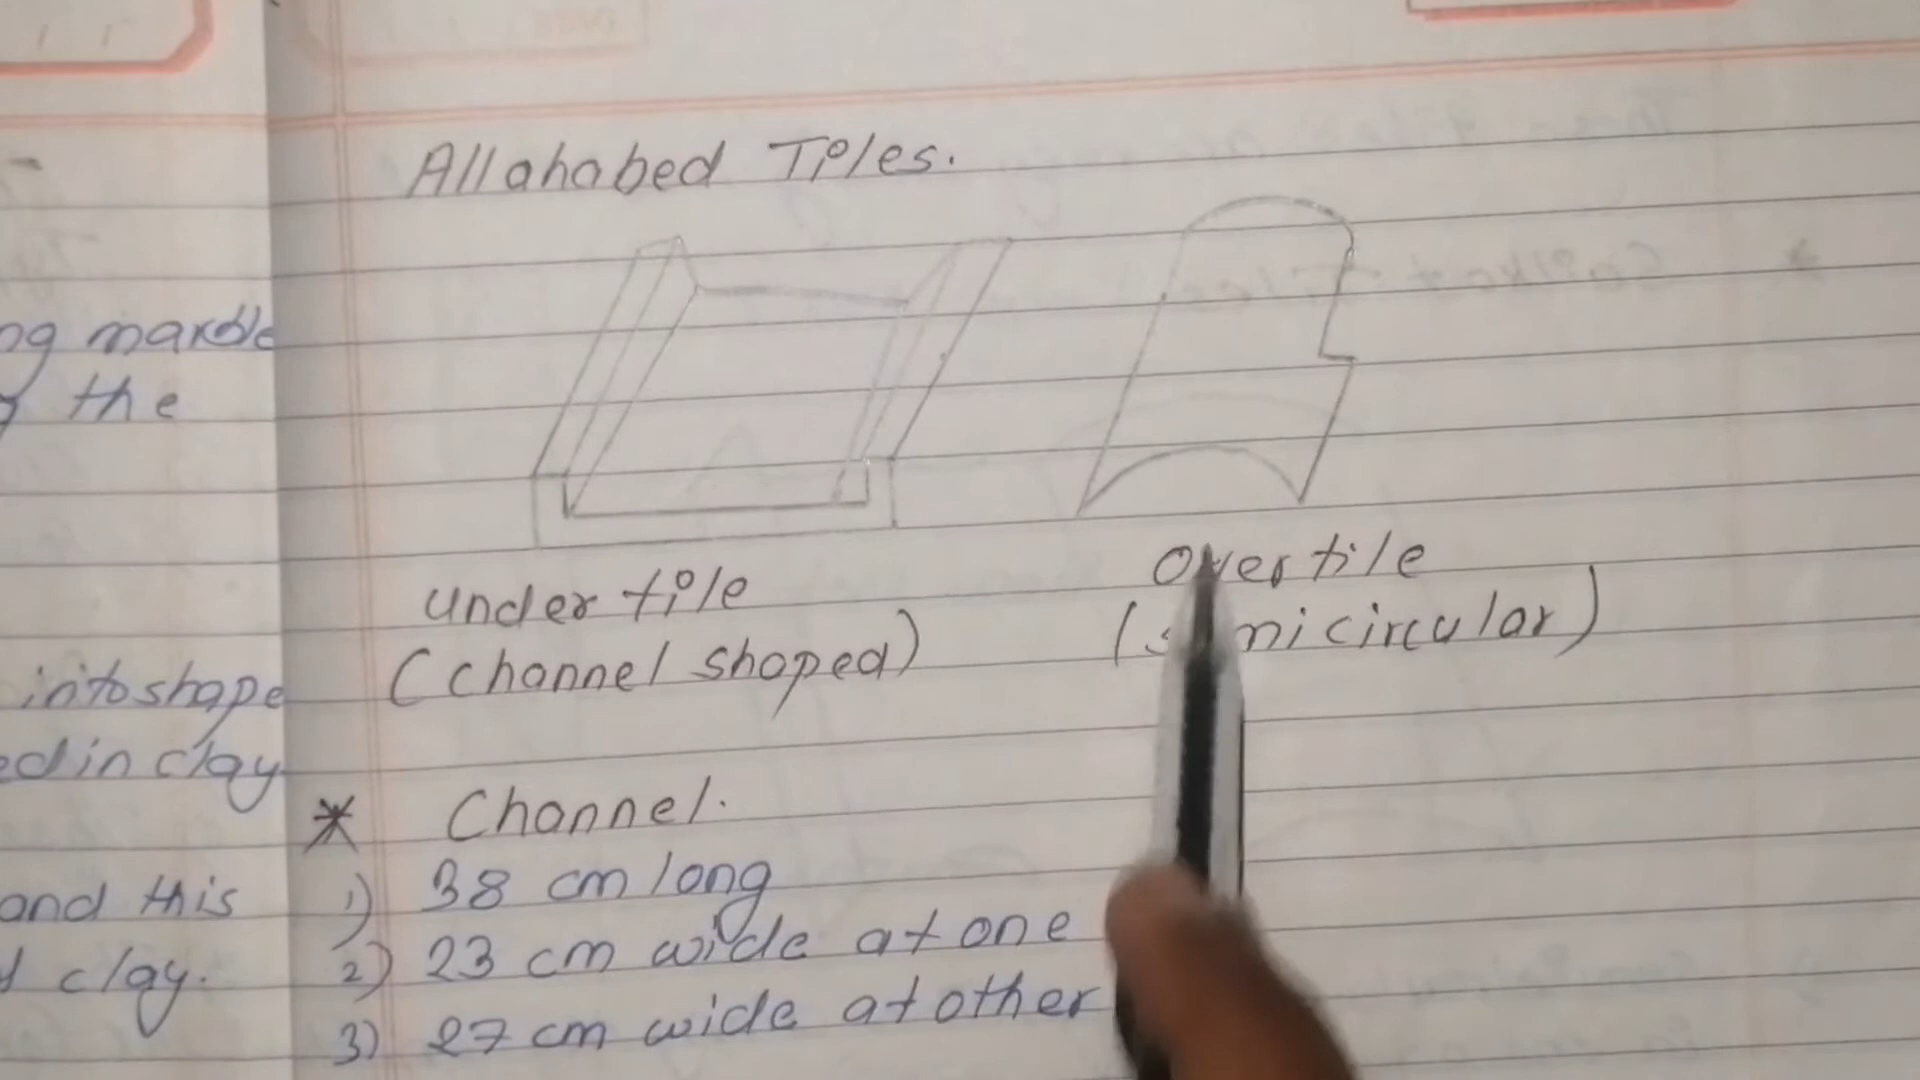 Allahabed Tiles.
under tile
(channel shaped)
over tile
(semicircular)
* Channel.
1) 38 cm long
2) 23 cm wide at one
3) 27 cm wide at other
ng marble
the
into shape
ed in clay
and this
clay.